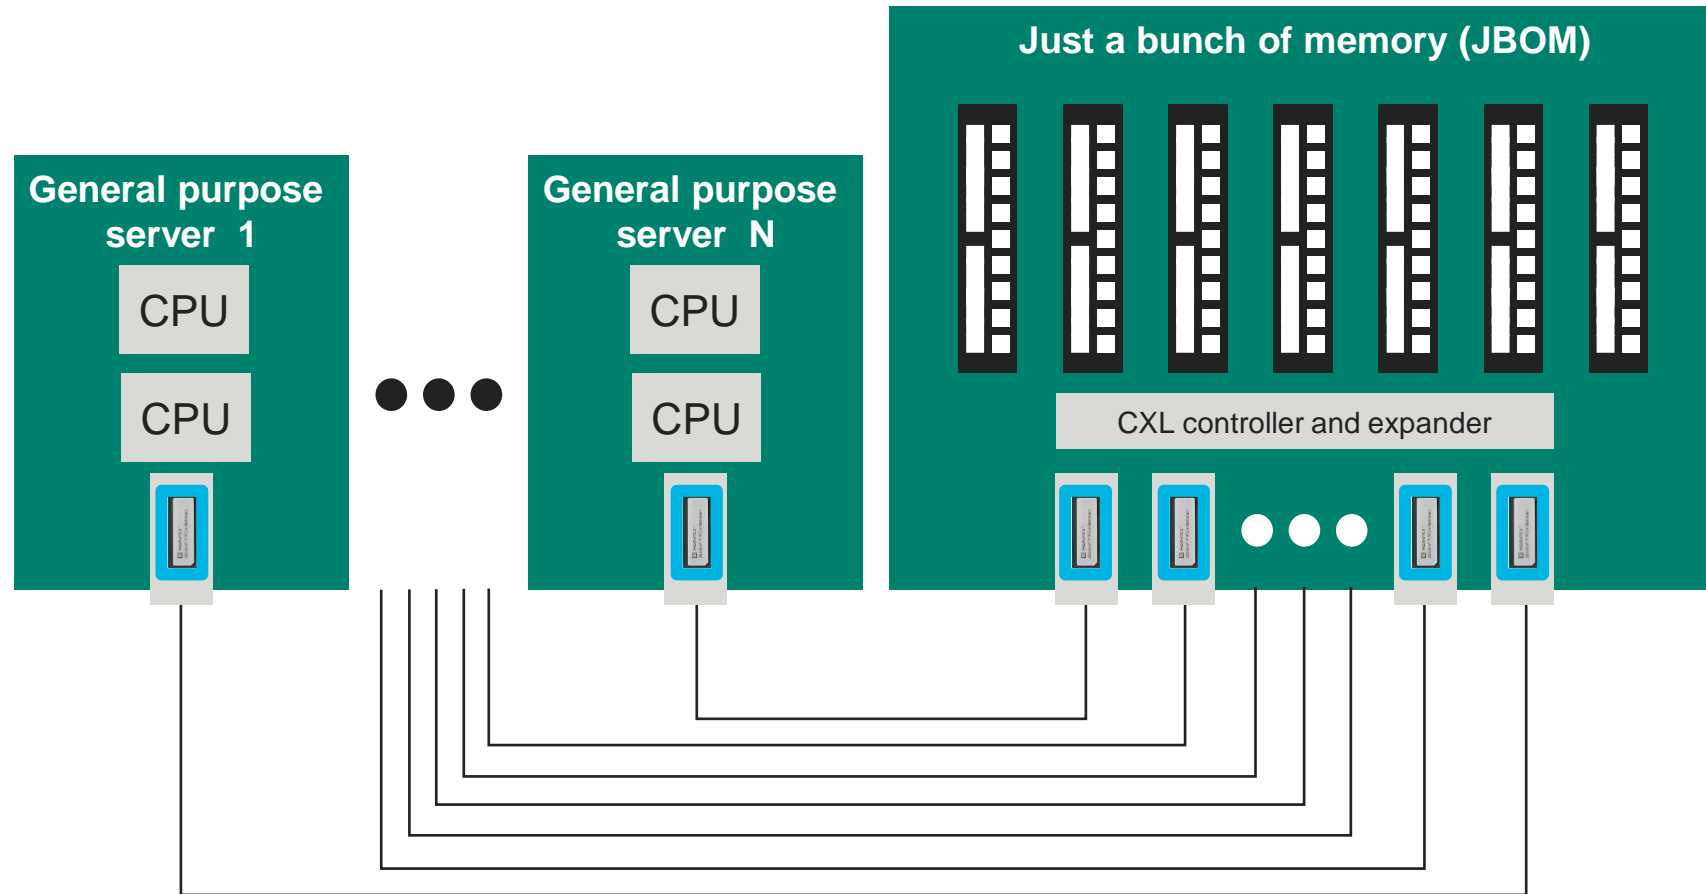 Just a bunch of memory (JBOM)
General purpose
server 1
CPU
CPU
General purpose
server N
CPU
CPU
CXL controller and expander